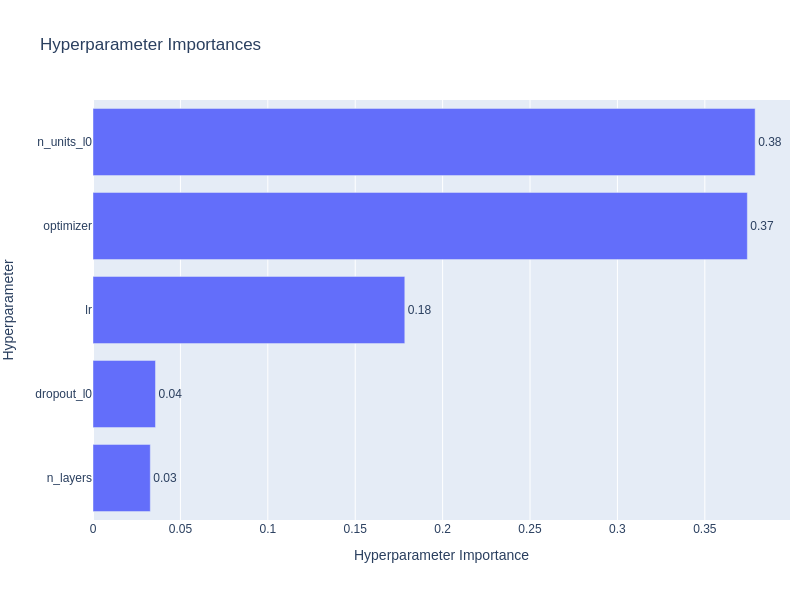 Hyperparameter Importances
Hyperparameter
n_units_l0
0.38
optimizer
0.37
lr
0.18
dropout_l0
0.04
n_layers
0.03
0 0.05 0.1 0.15 0.2 0.25 0.3 0.35
Hyperparameter Importance